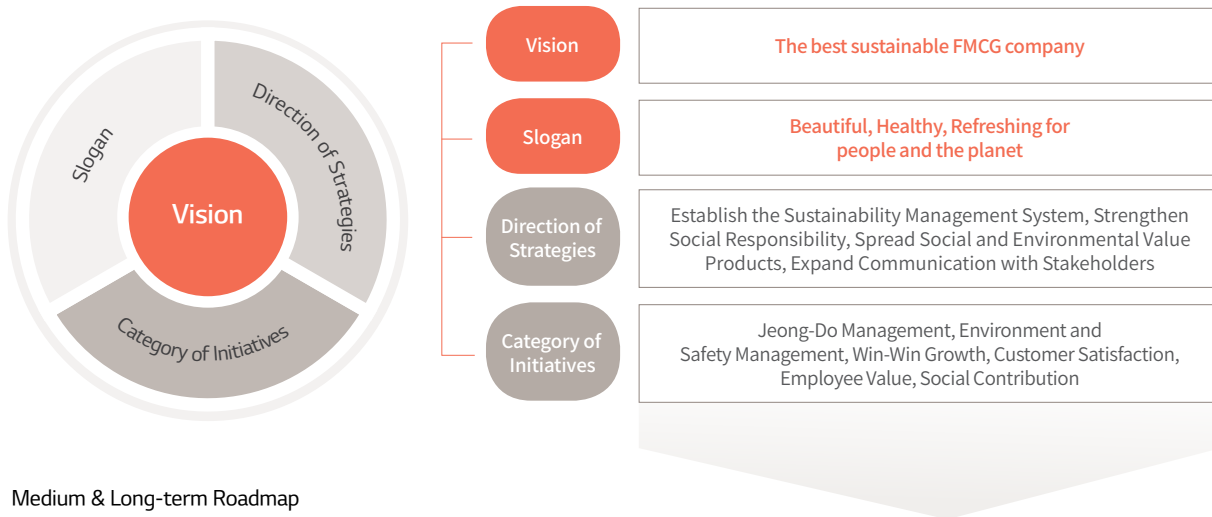 Slogan
Direction of Strategies
Vision
Category of Initiatives
Vision
The best sustainable FMCG company
Slogan
Beautiful, Healthy, Refreshing for
people and the planet
Direction of
Strategies
Establish the Sustainability Management System, Strengthen
Social Responsibility, Spread Social and Environmental Value
Products, Expand Communication with Stakeholders
Category of
Initiatives
Jeong-Do Management, Environment and
Safety Management, Win-Win Growth, Customer Satisfaction,
Employee Value, Social Contribution
Medium & Long-term Roadmap